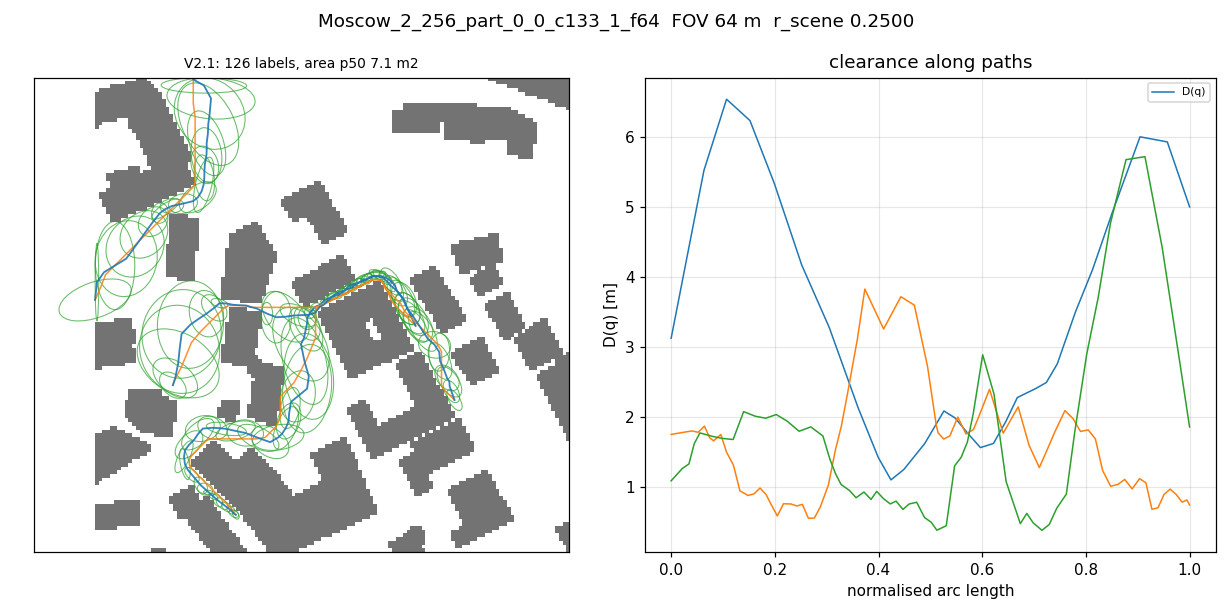 Moscow_2_256_part_0_0_c133_1_f64  FOV 64 m  r_scene 0.2500
V2.1: 126 labels, area p50 7.1 m2
clearance along paths
D(q)
D(q) [m]
6
5
4
3
2
1
0.0 0.2 0.4 0.6 0.8 1.0
normalised arc length